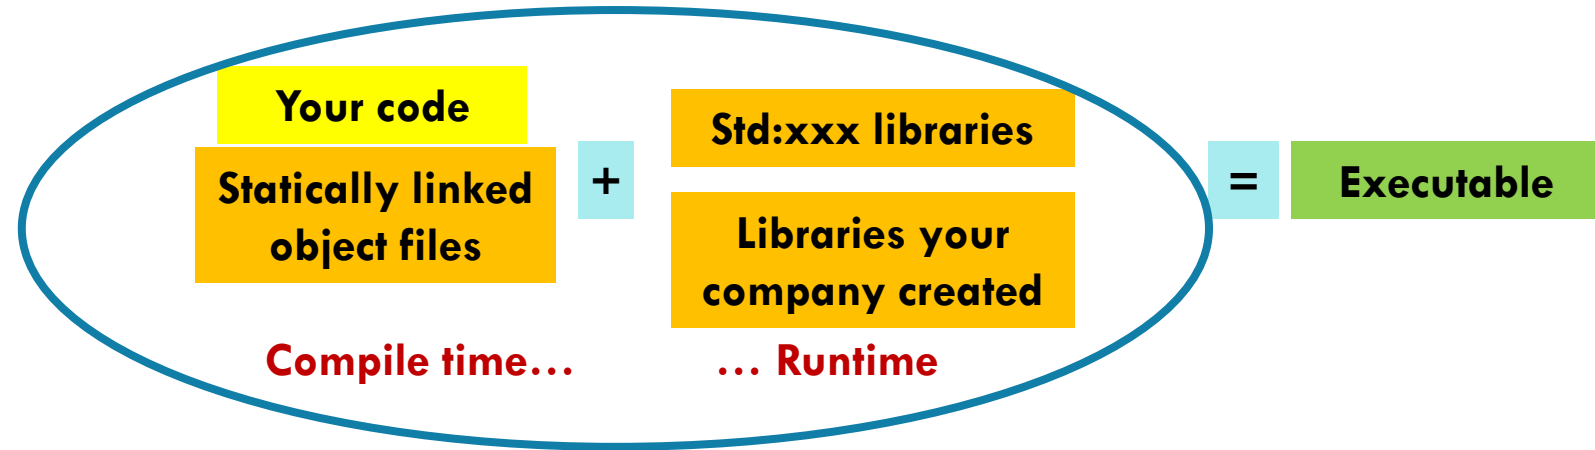 Your code
Statically linked
object files
+
Std:xxx libraries
Libraries your
company created
=
Executable
Compile time…
… Runtime